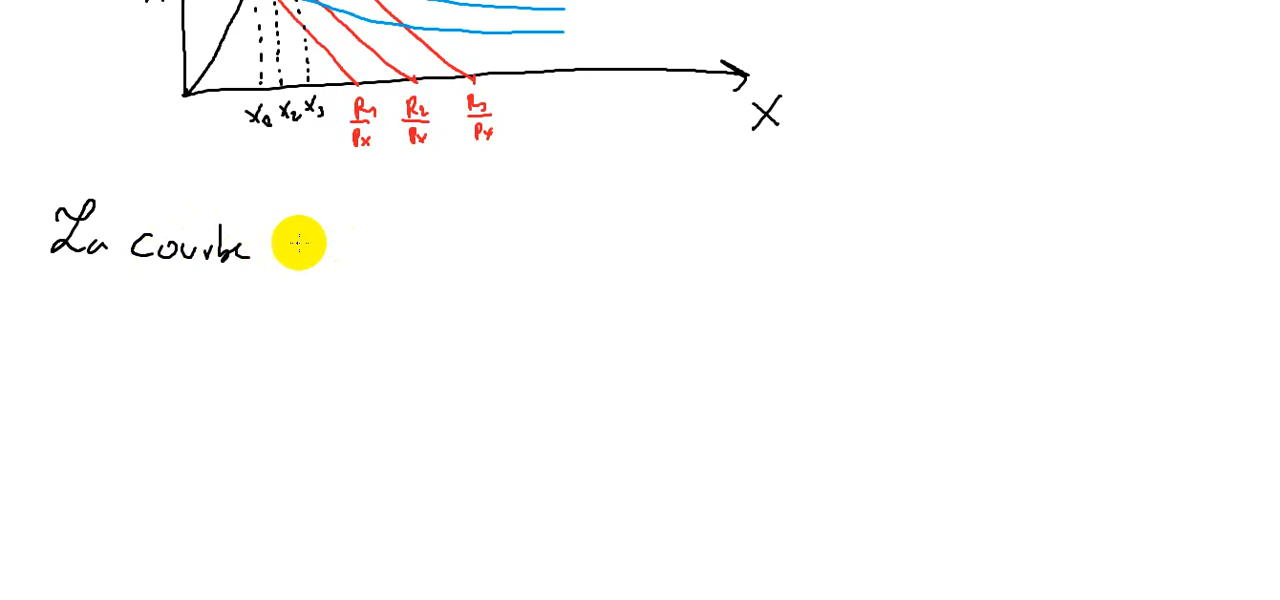 x₁ x₂ x₃ R₁/Px R₂/Px R₃/Px
X
La courbe